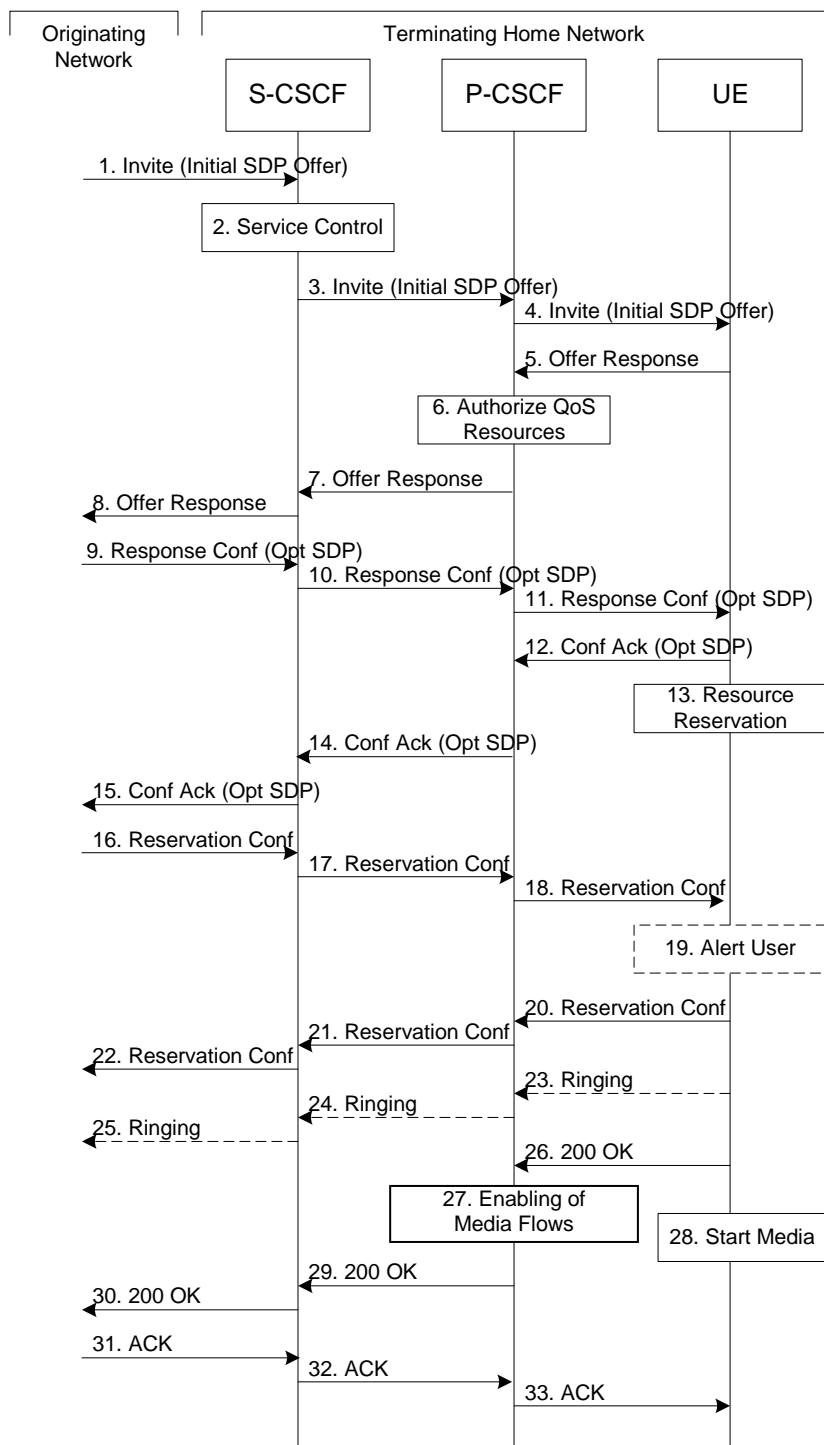 Originating
Network
Terminating Home Network
S-CSCF
P-CSCF
UE
1. Invite (Initial SDP Offer)
2. Service Control
3. Invite (Initial SDP Offer)
4. Invite (Initial SDP Offer)
5. Offer Response
6. Authorize QoS
Resources
7. Offer Response
8. Offer Response
9. Response Conf (Opt SDP)
10. Response Conf (Opt SDP)
11. Response Conf (Opt SDP)
12. Conf Ack (Opt SDP)
13. Resource
Reservation
14. Conf Ack (Opt SDP)
15. Conf Ack (Opt SDP)
16. Reservation Conf
17. Reservation Conf
18. Reservation Conf
19. Alert User
20. Reservation Conf
21. Reservation Conf
22. Reservation Conf
23. Ringing
24. Ringing
25. Ringing
26. 200 OK
27. Enabling of
Media Flows
28. Start Media
29. 200 OK
30. 200 OK
31. ACK
32. ACK
33. ACK